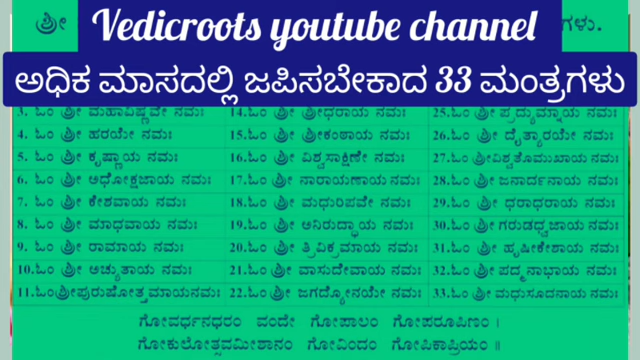 ಶ್ರೀ
ಗಳು.
Vedicroots youtube channel
ಅಧಿಕ ಮಾಸದಲ್ಲಿ ಜಪಿಸಬೇಕಾದ 33 ಮಂತ್ರಗಳು
3. ಓಂ ಶ್ರೀ ಮಹಾವಿಷ್ಣವೇ ನಮಃ 14.ಓಂ ಶ್ರೀ ಶ್ರೀಧರಾಯ ನಮಃ 25.ಓಂ ಶ್ರೀ ಪ್ರದ್ಯುಮ್ನಾಯ ನಮಃ
4. ಓಂ ಶ್ರೀ ಹರಯೇ ನಮಃ 15.ಓಂ ಶ್ರೀ ಶ್ರೀಕಂಠಾಯ ನಮಃ 26.ಓಂ ಶ್ರೀ ದೈತ್ಯಾರಯೇ ನಮಃ
5. ಓಂ ಶ್ರೀ ಕೃಷ್ಣಾಯ ನಮಃ 16.ಓಂ ಶ್ರೀ ವಿಶ್ವಸಾಕ್ಷಿಣೇ ನಮಃ 27.ಓಂ ಶ್ರೀವಿಶ್ವತೊಮುಖಾಯ ನಮಃ
6. ಓಂ ಶ್ರೀ ಅಧೋಕ್ಷಜಾಯ ನಮಃ 17.ಓಂ ಶ್ರೀ ನಾರಾಯಣಾಯ ನಮಃ 28.ಓಂ ಶ್ರೀ ಜನಾರ್ದನಾಯ ನಮಃ
7. ಓಂ ಶ್ರೀ ಕೇಶವಾಯ ನಮಃ 18.ಓಂ ಶ್ರೀ ಮಧುರಿಪವೇ ನಮಃ 29.ಓಂ ಶ್ರೀ ಧರಾಧರಾಯ ನಮಃ
8. ಓಂ ಶ್ರೀ ಮಾಧವಾಯ ನಮಃ 19.ಓಂ ಶ್ರೀ ಅನಿರುದ್ಧಾಯ ನಮಃ 30.ಓಂ ಶ್ರೀ ಗರುಡಧ್ವಜಾಯ ನಮಃ
9. ಓಂ ಶ್ರೀ ರಾಮಾಯ ನಮಃ 20.ಓಂ ಶ್ರೀ ತ್ರಿವಿಕ್ರಮಾಯ ನಮಃ 31.ಓಂ ಶ್ರೀ ಹೃಷೀಕೇಶಾಯ ನಮಃ
10.ಓಂ ಶ್ರೀ ಅಚ್ಯುತಾಯ ನಮಃ 21.ಓಂ ಶ್ರೀ ವಾಸುದೇವಾಯ ನಮಃ 32.ಓಂ ಶ್ರೀ ಪದ್ಮನಾಭಾಯ ನಮಃ
11.ಓಂಶ್ರೀಪುರುಷೋತ್ತಮಾಯನಮಃ 22.ಓಂ ಶ್ರೀ ಜಗದ್ಯೋನಯೇ ನಮಃ 33.ಓಂ ಶ್ರೀ ಮಧುಸೂದನಾಯ ನಮಃ
ಗೋವರ್ಧನಧರಂ ವಂದೇ ಗೋಪಾಲಂ ಗೋಪರೂಪಿಣಂ ।
ಗೋಕುಲೋತ್ಸವಮೀಶಾನಂ ಗೋವಿಂದಂ ಗೋಪಿಕಾಪ್ರಿಯಂ ॥